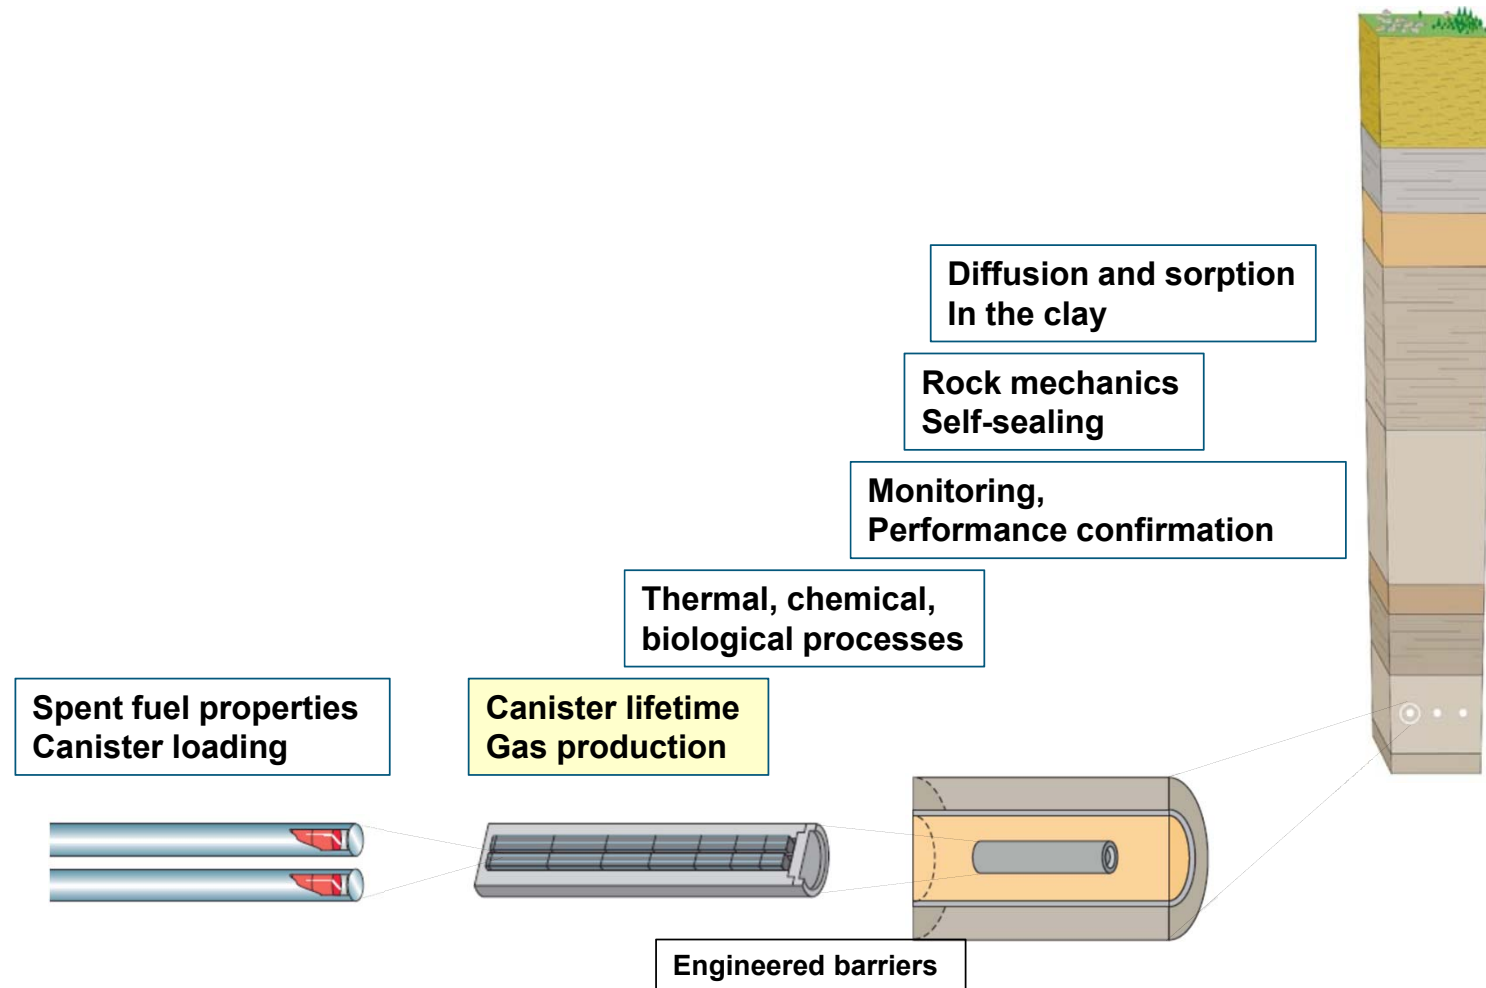 Diffusion and sorption
In the clay
Rock mechanics
Self-sealing
Monitoring,
Performance confirmation
Thermal, chemical,
biological processes
Spent fuel properties
Canister loading
Canister lifetime
Gas production
Engineered barriers